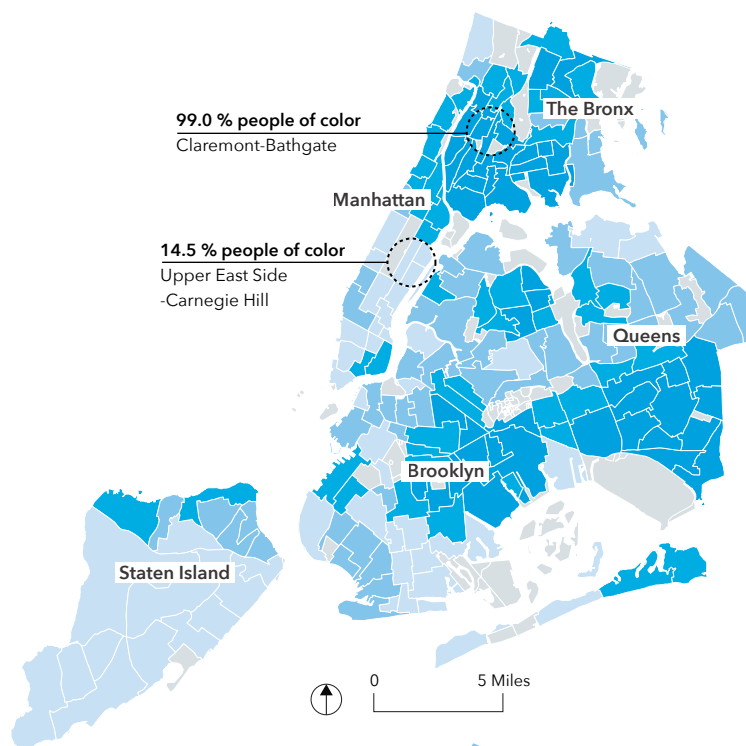 The Bronx
99.0 % people of color
Claremont-Bathgate
Manhattan
14.5 % people of color
Upper East Side
-Carnegie Hill
Queens
Brooklyn
Staten Island
0 5 Miles